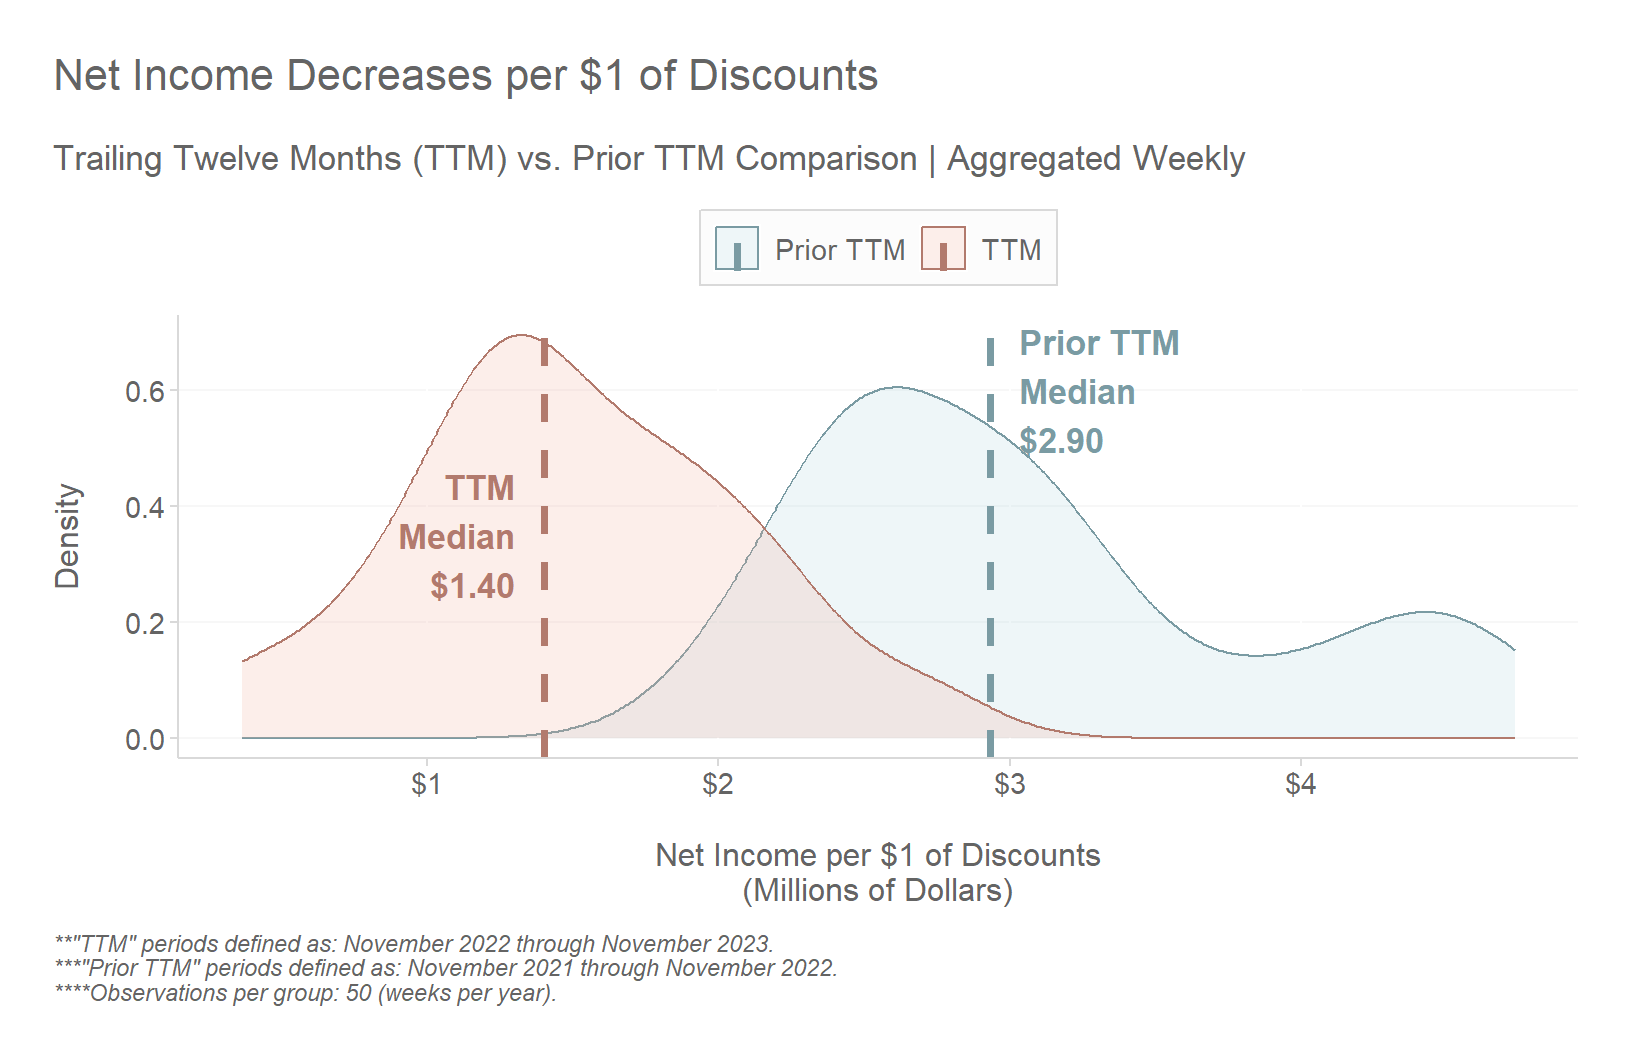 Net Income Decreases per $1 of Discounts
Trailing Twelve Months (TTM) vs. Prior TTM Comparison | Aggregated Weekly
Prior TTM
TTM
Prior TTM
Median
$2.90
TTM
Median
$1.40
Density
0.6
0.4
0.2
0.0
$1
$2
$3
$4
Net Income per $1 of Discounts
(Millions of Dollars)
**"TTM" periods defined as: November 2022 through November 2023.
***"Prior TTM" periods defined as: November 2021 through November 2022.
****Observations per group: 50 (weeks per year).